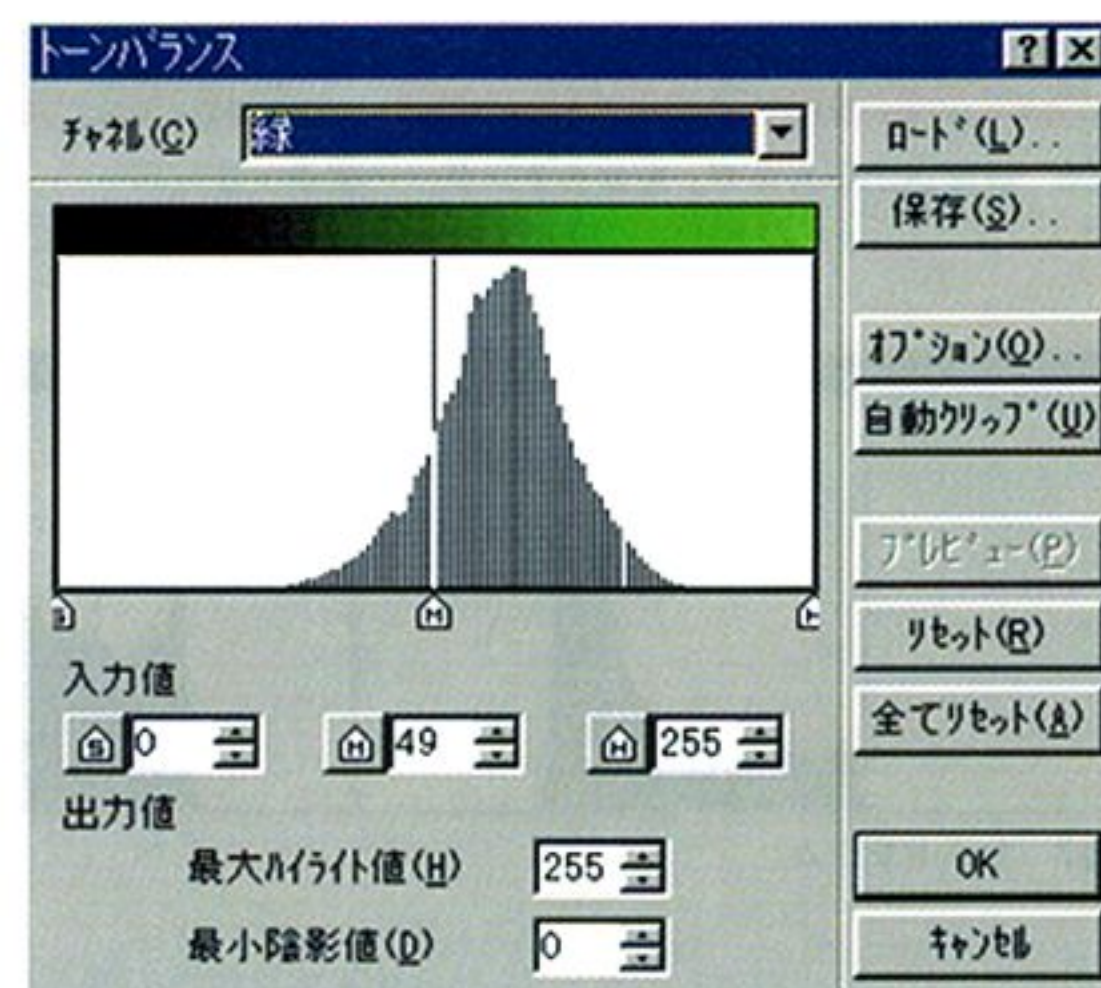 トーンバランス
チャネル(C) 緑
ロード(L)..
保存(S)..
オプション(O)..
自動クリップ(U)
プレビュー(P)
リセット(R)
全てリセット(A)
S M H
入力値
S 0 M 49 H 255
出力値
最大ハイライト値(H) 255
最小陰影値(D) 0
OK
キャンセル